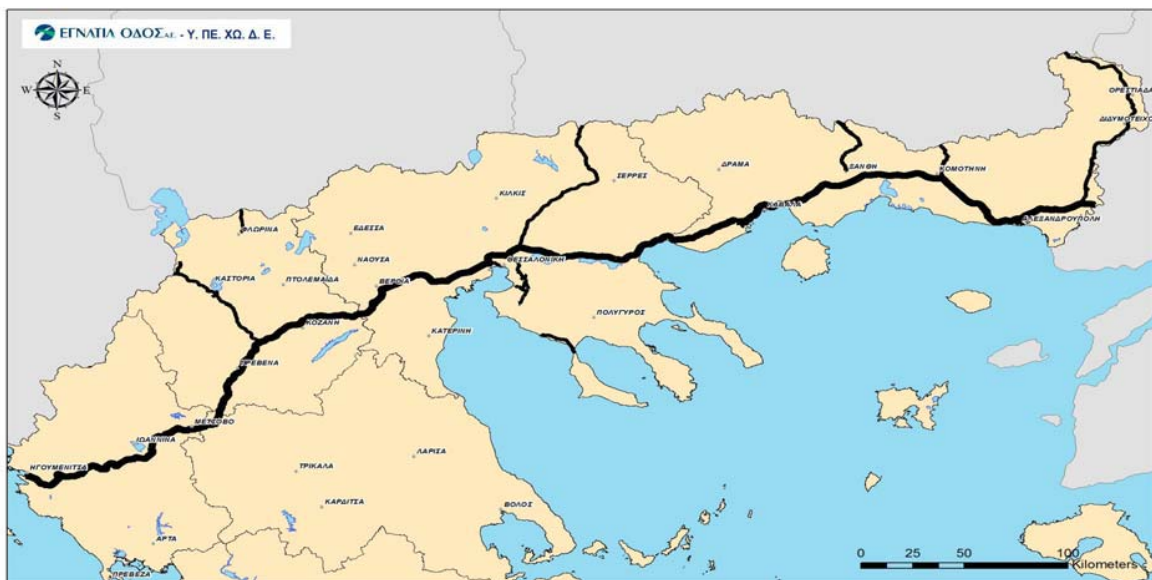 ΕΓΝΑΤΙΑ ΟΔΟΣ Α.Ε. - Υ. ΠΕ. ΧΩ. Δ. Ε.
N
W E
S
ΟΡΕΣΤΙΑΔΑ
ΔΙΔΥΜΟΤΕΙΧΟ
ΔΡΑΜΑ
ΞΑΝΘΗ
ΚΟΜΟΤΗΝΗ
ΣΕΡΡΕΣ
ΚΙΛΚΙΣ
ΚΑΒΑΛΑ
ΑΛΕΞΑΝΔΡΟΥΠΟΛΗ
ΦΛΩΡΙΝΑ
ΕΔΕΣΣΑ
ΝΑΟΥΣΑ
ΘΕΣΣΑΛΟΝΙΚΗ
ΚΑΣΤΟΡΙΑ
ΠΤΟΛΕΜΑΪΔΑ
ΒΕΡΟΙΑ
ΠΟΛΥΓΥΡΟΣ
ΚΟΖΑΝΗ
ΚΑΤΕΡΙΝΗ
ΓΡΕΒΕΝΑ
ΜΕΤΣΟΒΟ
ΙΩΑΝΝΙΝΑ
ΗΓΟΥΜΕΝΙΤΣΑ
ΛΑΡΙΣΑ
ΤΡΙΚΑΛΑ
ΚΑΡΔΙΤΣΑ
ΒΟΛΟΣ
ΑΡΤΑ
ΠΡΕΒΕΖΑ
0 25 50 100
Kilometers